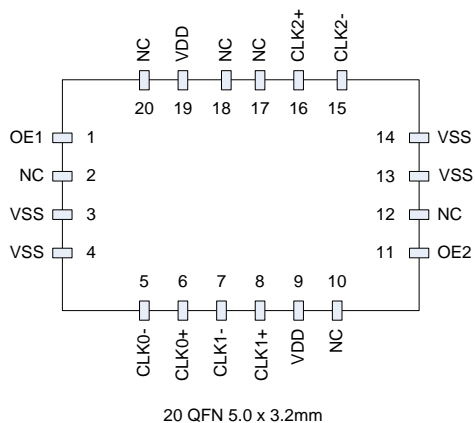 NC VDD NC NC CLK2+ CLK2-
20 19 18 17 16 15
OE1 1 14 VSS
NC 2 13 VSS
VSS 3 12 NC
VSS 4 11 OE2
5 6 7 8 9 10
CLK0- CLK0+ CLK1- CLK1+ VDD NC
20 QFN 5.0 x 3.2mm